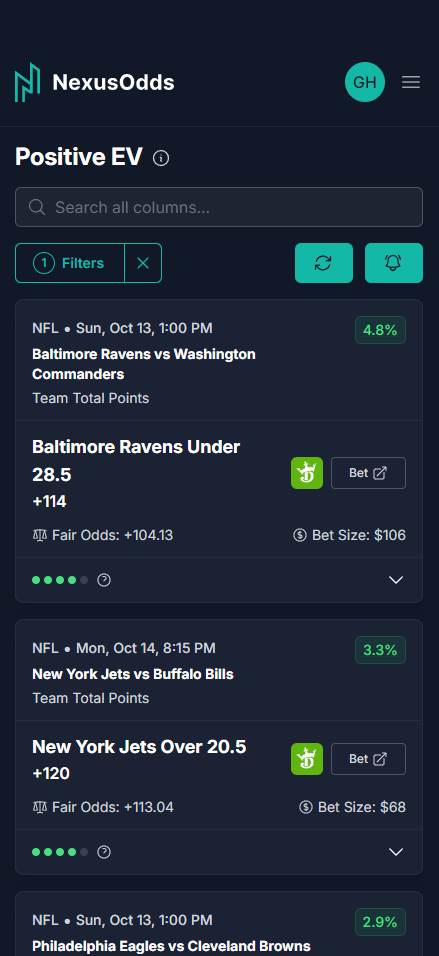 NexusOdds
GH
Positive EV
Search all columns...
1 Filters
NFL • Sun, Oct 13, 1:00 PM
4.8%
Baltimore Ravens vs Washington
Commanders
Team Total Points
Baltimore Ravens Under
28.5
+114
Bet
Fair Odds: +104.13
Bet Size: $106
NFL • Mon, Oct 14, 8:15 PM
3.3%
New York Jets vs Buffalo Bills
Team Total Points
New York Jets Over 20.5
+120
Bet
Fair Odds: +113.04
Bet Size: $68
NFL • Sun, Oct 13, 1:00 PM
2.9%
Philadelphia Eagles vs Cleveland Browns